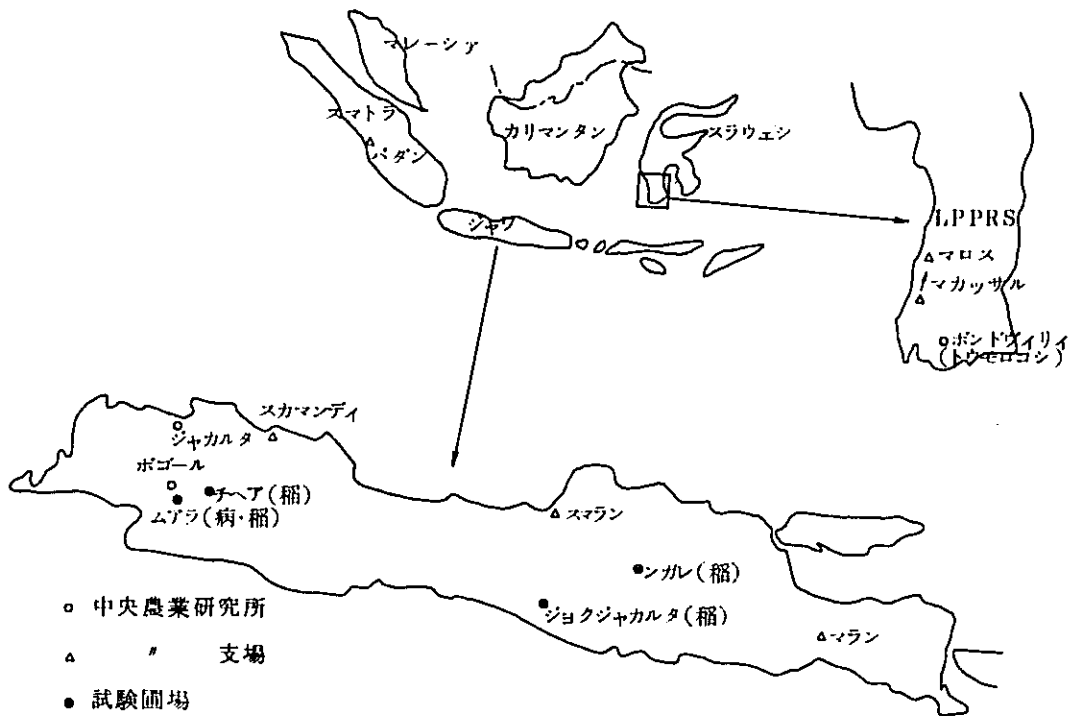 マレーシア
スマトラ
パダン
カリマンタン
スラウェシ
ジャワ
LPPRS
マロス
マカッサル
ボンドヴィリィ
(トウモロコシ)
スカマンディ
ジャカルタ
ボゴール
チヘア(稲)
ムアラ(病・稲)
スマラン
ンガレ(稲)
ジョクジャカルタ(稲)
マラン
○ 中央農業研究所
△ 〃 支場
● 試験圃場